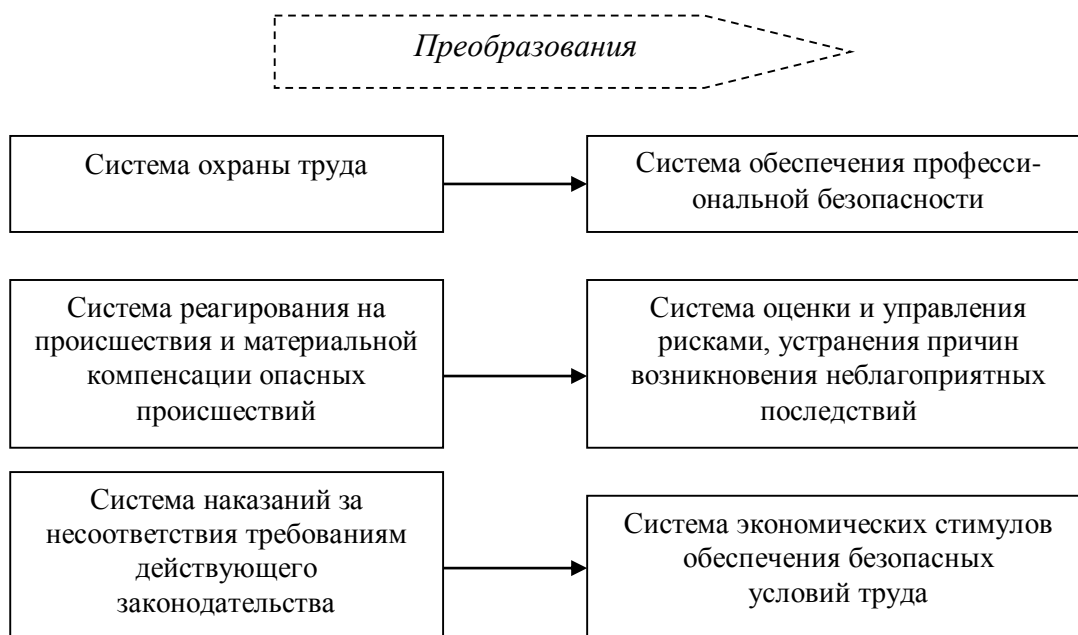 Преобразования
Система охраны труда
Система обеспечения профессi-
ональной безопасности
Система реагирования на
происшествия и материальной
компенсации опасных
происшествий
Система оценки и управления
рисками, устранения причин
возникновения неблагоприятных
последствий
Система наказаний за
несоответствия требованиям
действующего
законодательства
Система экономических стимулов
обеспечения безопасных
условий труда